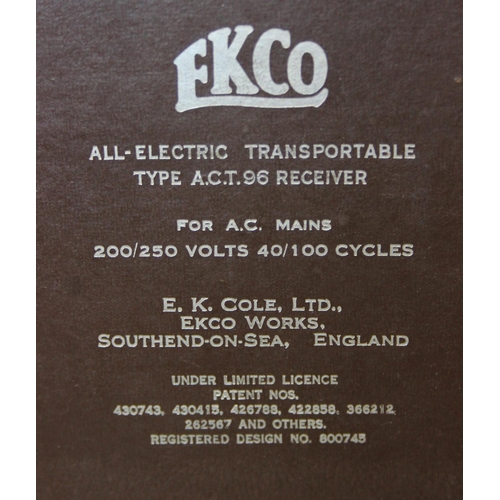 EKCO
ALL-ELECTRIC TRANSPORTABLE
TYPE A.C.T.96 RECEIVER
FOR A.C. MAINS
200/250 VOLTS 40/100 CYCLES
E. K. COLE, LTD.,
EKCO WORKS,
SOUTHEND-ON-SEA, ENGLAND
UNDER LIMITED LICENCE
PATENT NOS.
430743, 430415, 426788, 422858, 366212
262567 AND OTHERS.
REGISTERED DESIGN NO. 800745